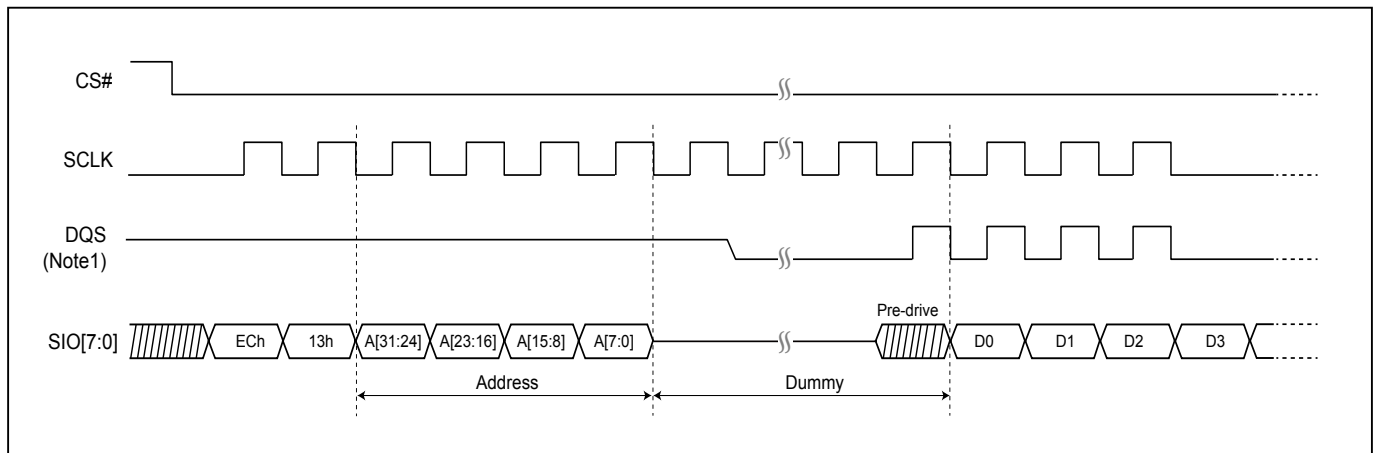 CS#
SCLK
DQS
(Note1)
Pre-drive
SIO[7:0]
ECh 13h A[31:24] A[23:16] A[15:8] A[7:0] D0 D1 D2 D3
Address Dummy